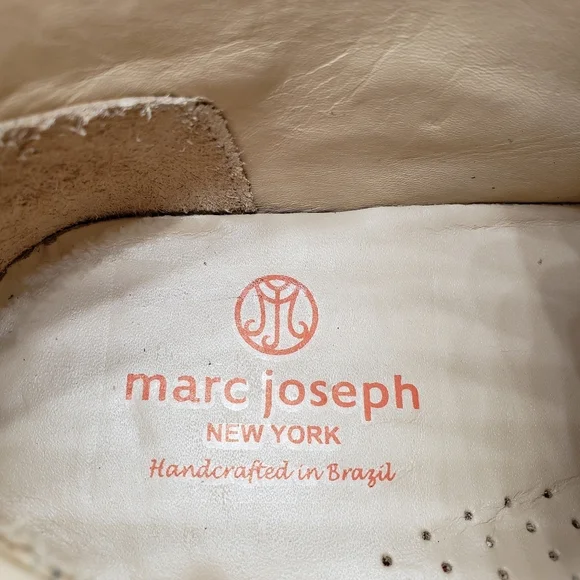 marc joseph
NEW YORK
Handcrafted in Brazil